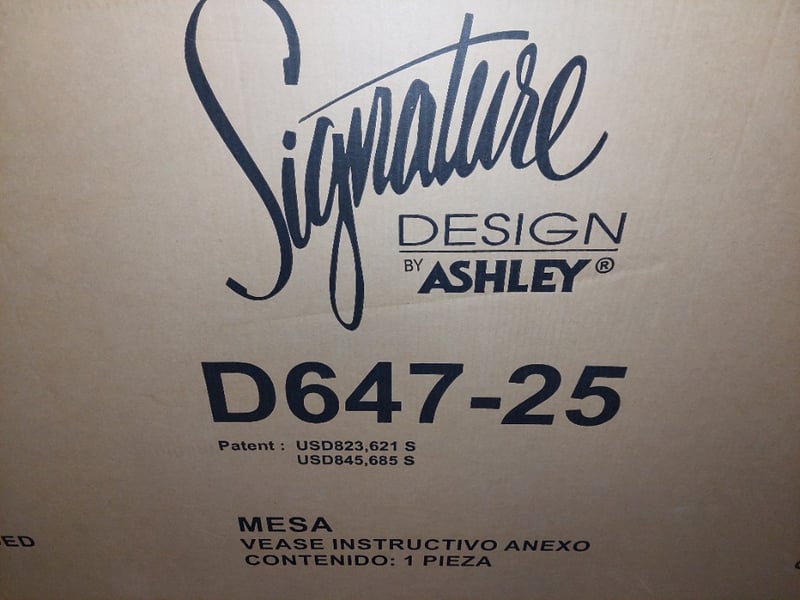 Signature
DESIGN
BY ASHLEY®
D647-25
Patent : USD823,621 S
USD845,685 S
MESA
VEASE INSTRUCTIVO ANEXO
CONTENIDO: 1 PIEZA